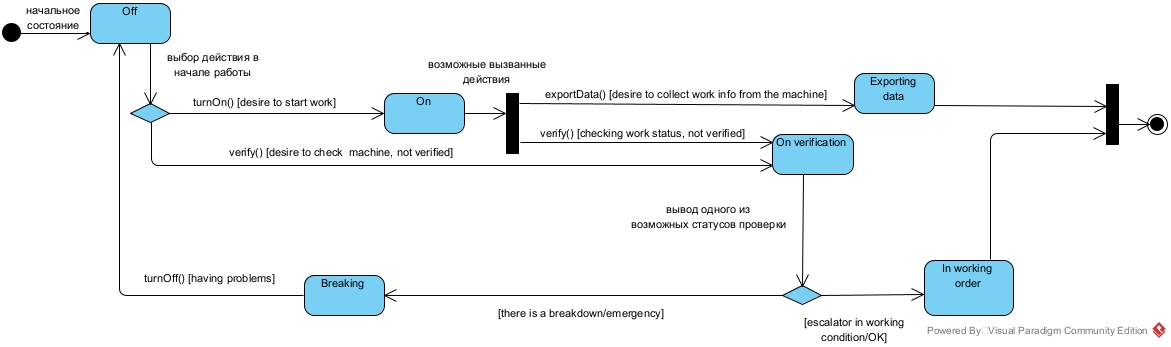 начальное
состояние
Off
выбор действия в
начале работы
turnOn() [desire to start work]
On
возможные вызванные
действия
exportData() [desire to collect work info from the machine]
Exporting
data
verify() [checking work status, not verified]
On verification
verify() [desire to check machine, not verified]
вывод одного из
возможных статусов проверки
turnOff() [having problems]
Breaking
[there is a breakdown/emergency]
In working
order
[escalator in working
condition/OK]
Powered By Visual Paradigm Community Edition